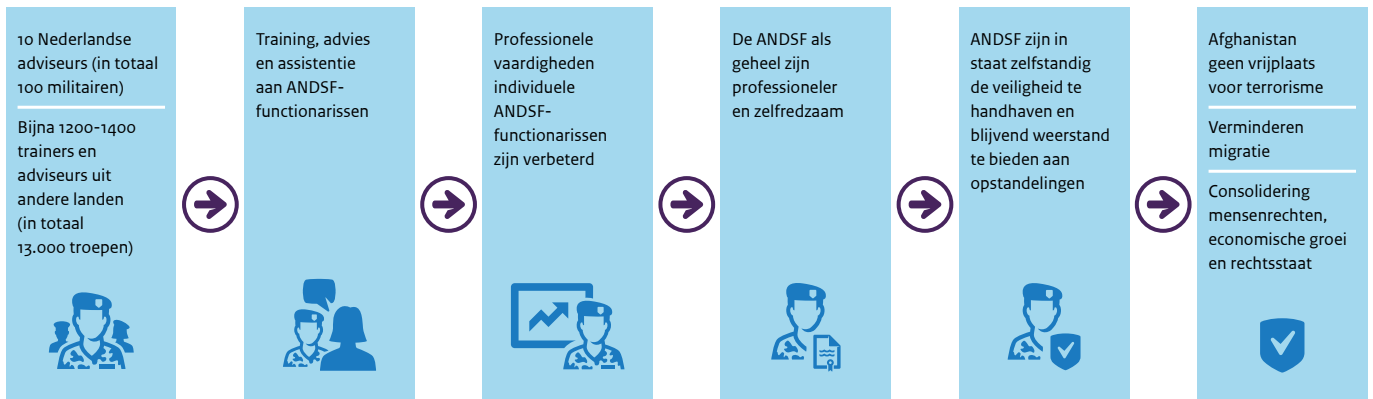 10 Nederlandse
adviseurs (in totaal
100 militairen)
Bijna 1200-1400
trainers en
adviseurs uit
andere landen
(in totaal
13.000 troepen)
Training, advies
en assistentie
aan ANDSF-
functionarissen
Professionele
vaardigheden
individuele
ANDSF-
functionarissen
zijn verbeterd
De ANDSF als
geheel zijn
professioneler
en zelfredzaam
ANDSF zijn in
staat zelfstandig
de veiligheid te
handhaven en
blijvend weerstand
te bieden aan
opstandelingen
Afghanistan
geen vrijplaats
voor terrorisme
Verminderen
migratie
Consolidering
mensenrechten,
economische groei
en rechtsstaat